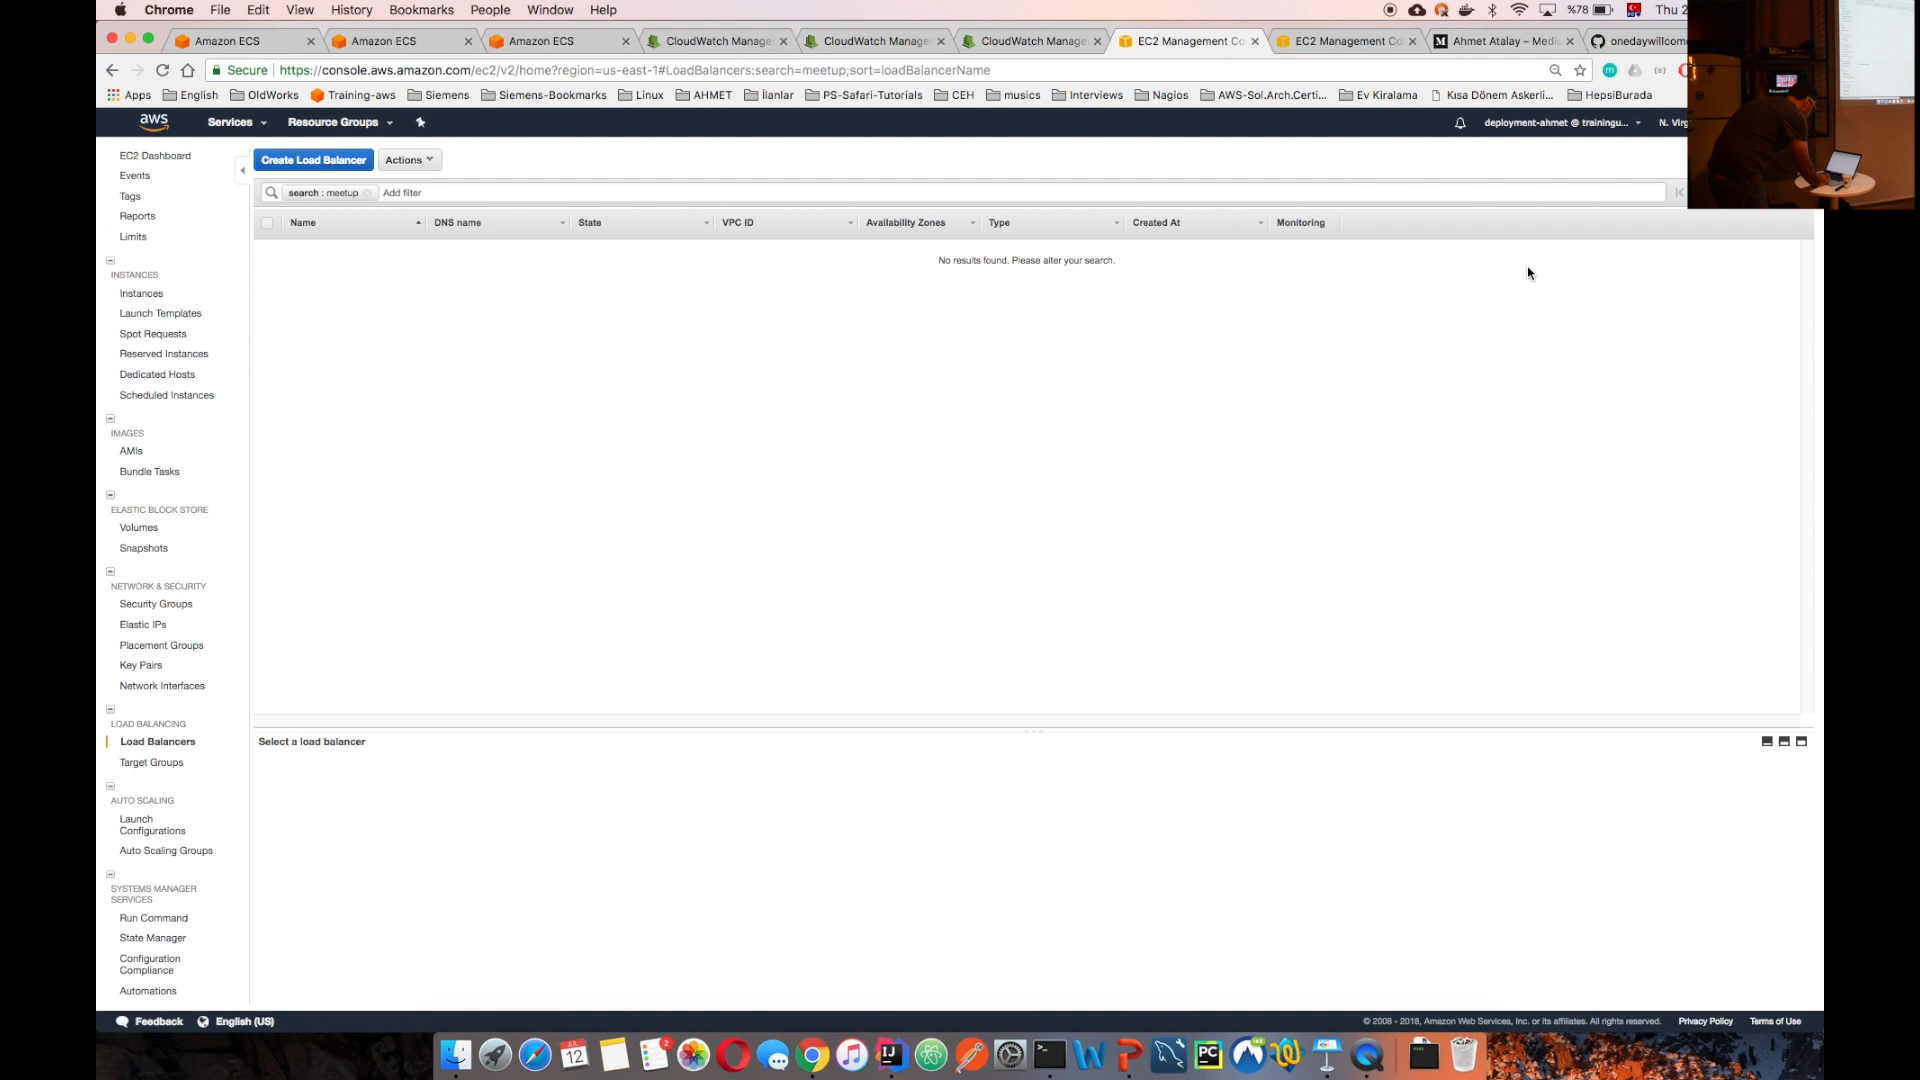 Chrome File Edit View History Bookmarks People Window Help %78 Thu 2
Amazon ECS Amazon ECS Amazon ECS CloudWatch Manage CloudWatch Manage CloudWatch Manage EC2 Management Co EC2 Management Co Ahmet Atalay – Medi onedaywillcome
Secure https://console.aws.amazon.com/ec2/v2/home?region=us-east-1#LoadBalancers:search=meetup;sort=loadBalancerName
Apps English OldWorks Training-aws Siemens Siemens-Bookmarks Linux AHMET İlanlar PS-Safari-Tutorials CEH musics Interviews Nagios AWS-Sol.Arch.Certi... Ev Kiralama Kısa Dönem Askerli... HepsiBurada
aws Services Resource Groups deployment-ahmet @ trainingu... N. Virg
Create Load Balancer Actions
search : meetup Add filter
Name DNS name State VPC ID Availability Zones Type Created At Monitoring
No results found. Please alter your search.
EC2 Dashboard
Events
Tags
Reports
Limits
INSTANCES
Instances
Launch Templates
Spot Requests
Reserved Instances
Dedicated Hosts
Scheduled Instances
IMAGES
AMIs
Bundle Tasks
ELASTIC BLOCK STORE
Volumes
Snapshots
NETWORK & SECURITY
Security Groups
Elastic IPs
Placement Groups
Key Pairs
Network Interfaces
LOAD BALANCING
Load Balancers
Target Groups
AUTO SCALING
Launch
Configurations
Auto Scaling Groups
SYSTEMS MANAGER
SERVICES
Run Command
State Manager
Configuration
Compliance
Automations
Select a load balancer
Feedback English (US) © 2008 - 2018, Amazon Web Services, Inc. or its affiliates. All rights reserved. Privacy Policy Terms of Use
JUL
12
2
IJ
PC